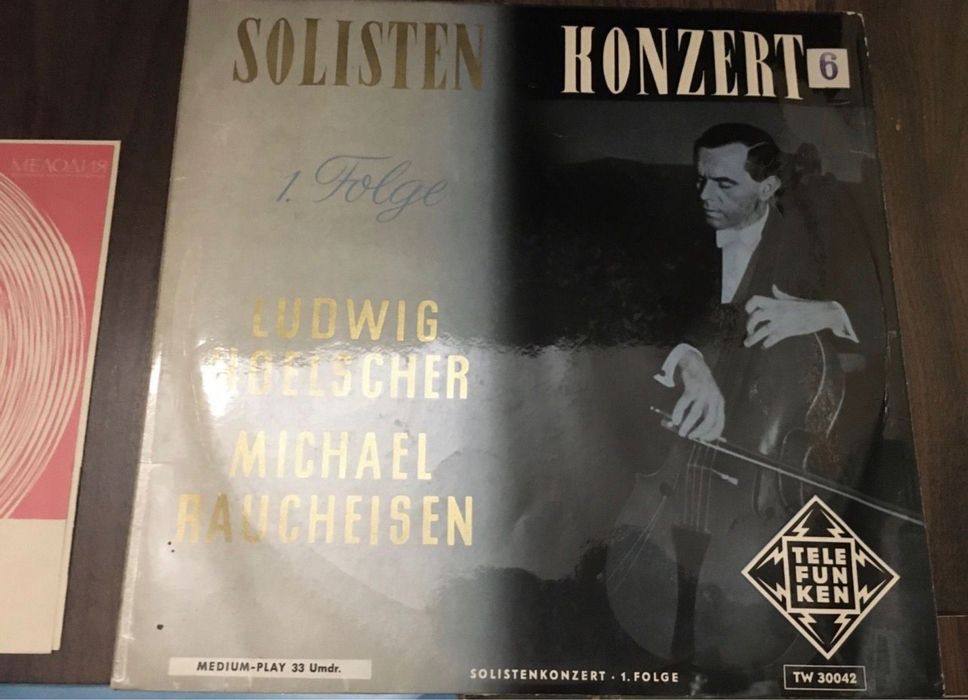 SOLISTEN KONZERT 6
МЕЛОДИЯ
1. Folge
LUDWIG
HOELSCHER
MICHAEL
RAUCHEISEN
TELE
FUN
KEN
MEDIUM-PLAY 33 Umdr.
SOLISTENKONZERT · 1. FOLGE
TW 30042